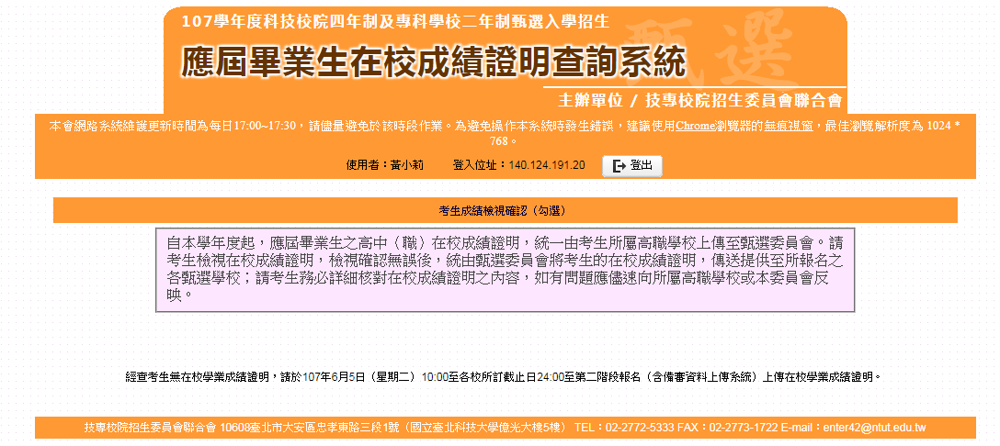 107學年度科技校院四年制及專科學校二年制甄選入學招生
甄選
應屆畢業生在校成績證明查詢系統
主辦單位 / 技專校院招生委員會聯合會
本會網路系統維護更新時間為每日17:00~17:30，請儘量避免於該時段作業。為避免操作本系統時發生錯誤，建議使用Chrome瀏覽器的無痕視窗，最佳瀏覽解析度為 1024 *
768。
使用者：黃小莉 登入位址：140.124.191.20 登出
考生成績檢視確認（勾選）
自本學年度起，應屆畢業生之高中（職）在校成績證明，統一由考生所屬高職學校上傳至甄選委員會。請
考生檢視在校成績證明，檢視確認無誤後，統由甄選委員會將考生的在校成績證明，傳送提供至所報名之
各甄選學校；請考生務必詳細核對在校成績證明之內容，如有問題應儘速向所屬高職學校或本委員會反
映。
經查考生無在校學業成績證明，請於107年6月5日（星期二）10:00至各校所訂截止日24:00至第二階段報名（含備審資料上傳系統）上傳在校學業成績證明。
技專校院招生委員會聯合會 10608臺北市大安區忠孝東路三段1號（國立臺北科技大學億光大樓5樓） TEL：02-2772-5333 FAX：02-2773-1722 E-mail：enter42@ntut.edu.tw